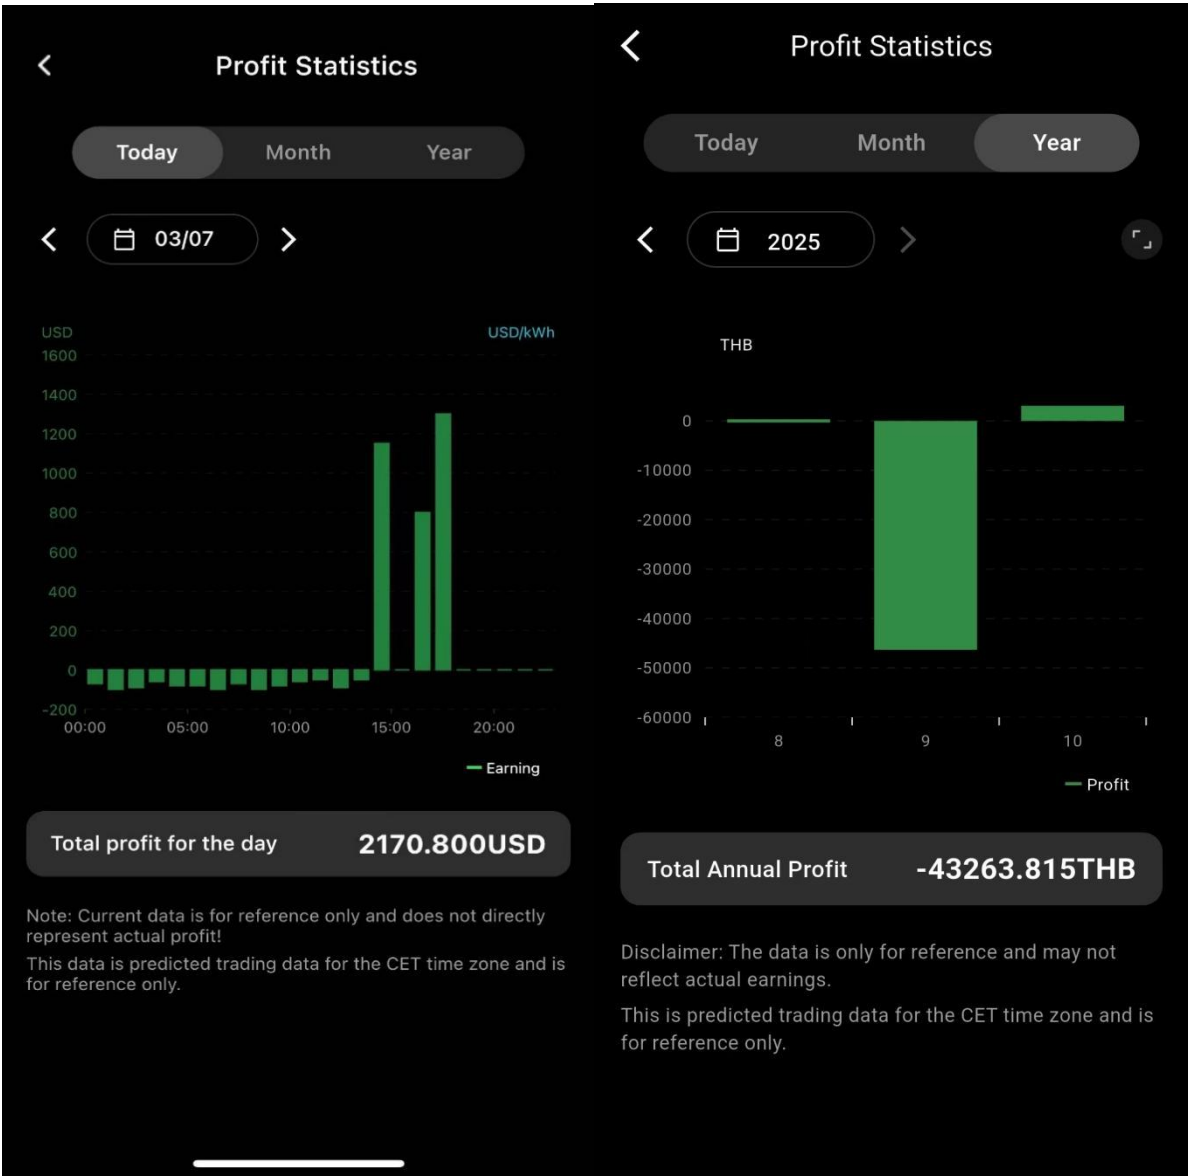 Profit Statistics
Today Month Year
03/07
USD USD/kWh
1600
1400
1200
1000
800
600
400
200
0
-200
00:00 05:00 10:00 15:00 20:00
Earning
Total profit for the day 2170.800USD
Note: Current data is for reference only and does not directly
represent actual profit!
This data is predicted trading data for the CET time zone and is
for reference only.
Profit Statistics
Today Month Year
2025
THB
0
-10000
-20000
-30000
-40000
-50000
-60000
8 9 10
Profit
Total Annual Profit -43263.815THB
Disclaimer: The data is only for reference and may not
reflect actual earnings.
This is predicted trading data for the CET time zone and is
for reference only.